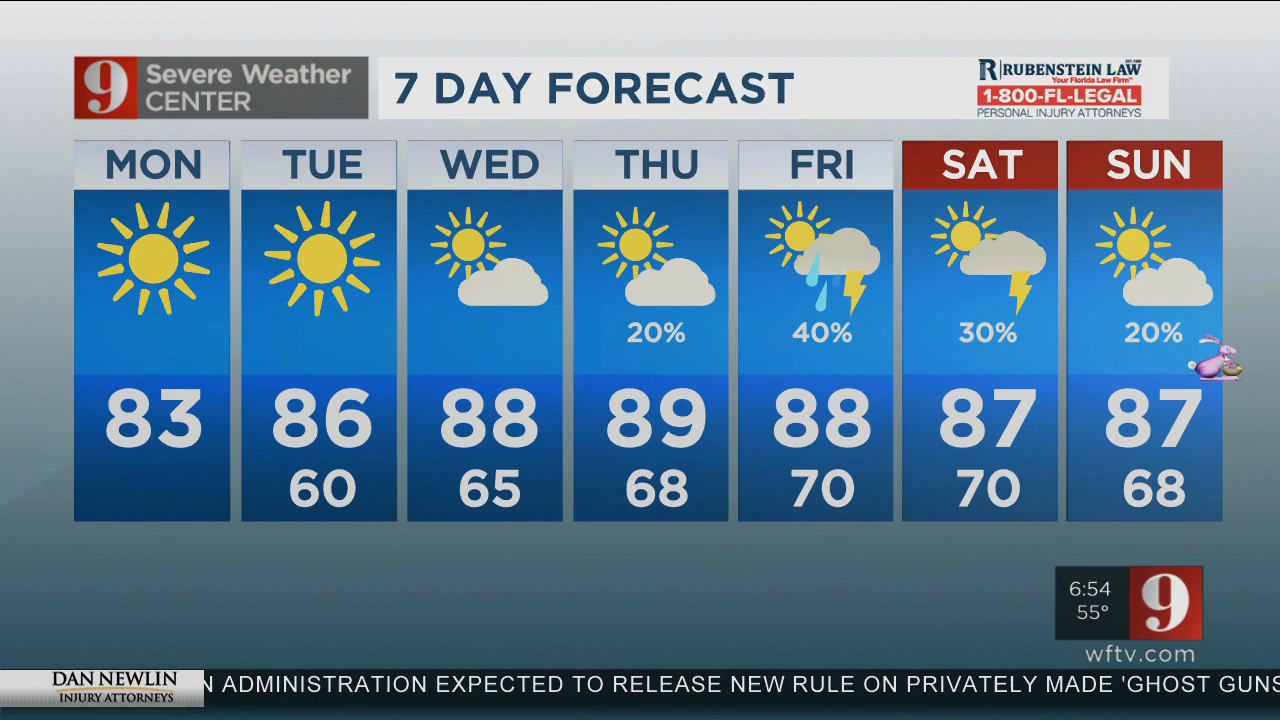 9 Severe Weather
CENTER
7 DAY FORECAST
RUBENSTEIN LAW
Your Florida Law Firm
1-800-FL-LEGAL
PERSONAL INJURY ATTORNEYS
MON TUE WED THU FRI SAT SUN
20% 40% 30% 20%
83 86 88 89 88 87 87
60 65 68 70 70 68
6:54
55°
9
wftv.com
DAN NEWLIN
INJURY ATTORNEYS
N ADMINISTRATION EXPECTED TO RELEASE NEW RULE ON PRIVATELY MADE 'GHOST GUNS